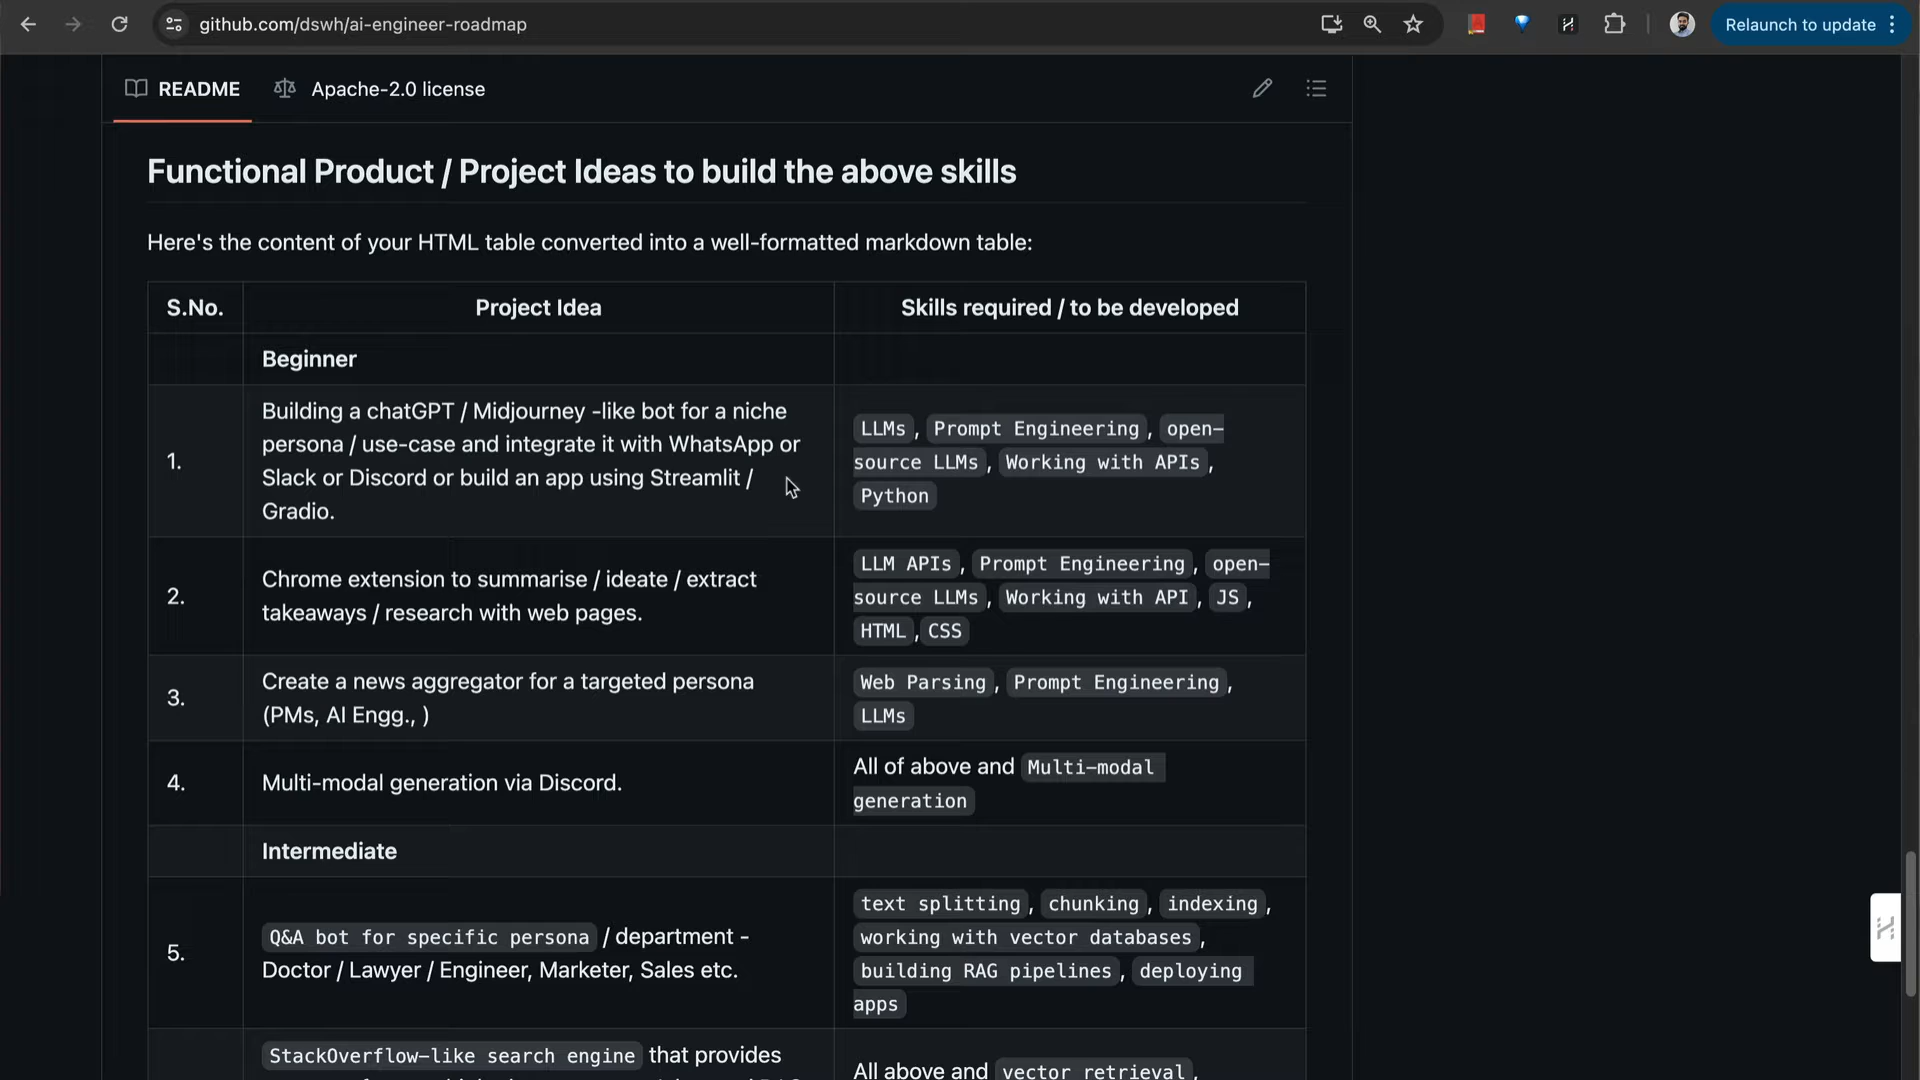 github.com/dswh/ai-engineer-roadmap
Relaunch to update
README
Apache-2.0 license
Functional Product / Project Ideas to build the above skills
Here's the content of your HTML table converted into a well-formatted markdown table:
S.No.
Project Idea
Skills required / to be developed
Beginner
1.
Building a chatGPT / Midjourney -like bot for a niche
persona / use-case and integrate it with WhatsApp or
Slack or Discord or build an app using Streamlit /
Gradio.
LLMs, Prompt Engineering, open-
source LLMs, Working with APIs,
Python
2.
Chrome extension to summarise / ideate / extract
takeaways / research with web pages.
LLM APIs, Prompt Engineering, open-
source LLMs, Working with API, JS,
HTML,CSS
3.
Create a news aggregator for a targeted persona
(PMs, AI Engg., )
Web Parsing, Prompt Engineering,
LLMs
4.
Multi-modal generation via Discord.
All of above and Multi-modal
generation
Intermediate
5.
Q&A bot for specific persona / department -
Doctor / Lawyer / Engineer, Marketer, Sales etc.
text splitting, chunking, indexing,
working with vector databases,
building RAG pipelines, deploying
apps
StackOverflow-like search engine that provides
All above and vector retrieval,